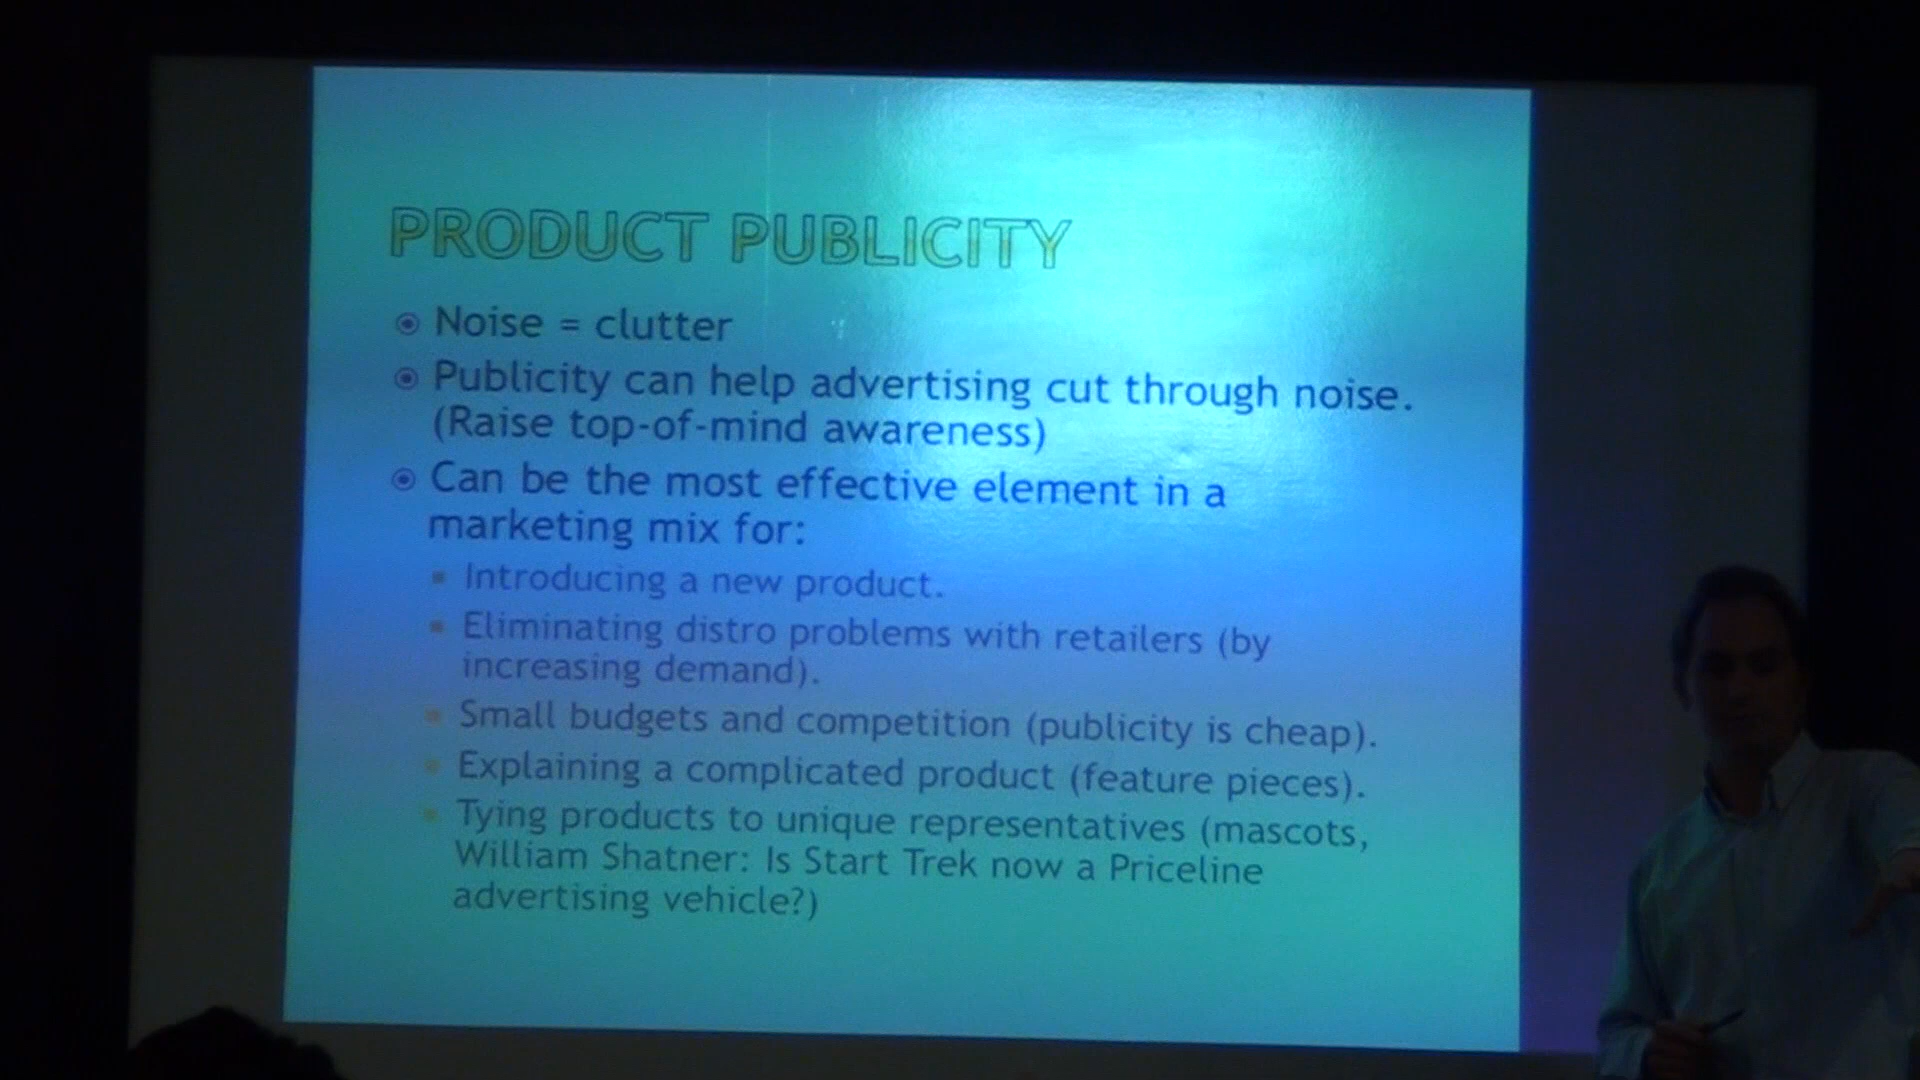 PRODUCT PUBLICITY
Noise = clutter
Publicity can help advertising cut through noise.
(Raise top-of-mind awareness)
Can be the most effective element in a
marketing mix for:
Introducing a new product.
Eliminating distro problems with retailers (by
increasing demand).
Small budgets and competition (publicity is cheap).
Explaining a complicated product (feature pieces).
Tying products to unique representatives (mascots,
William Shatner: Is Start Trek now a Priceline
advertising vehicle?)